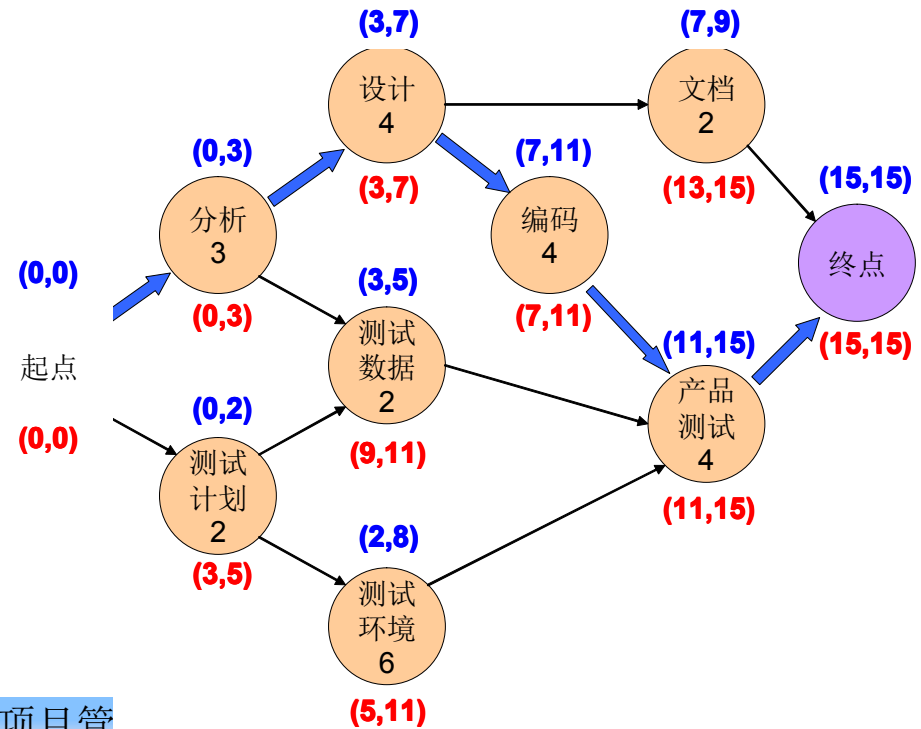 (3,7)
设计
4
(3,7)
(7,9)
文档
2
(13,15)
(0,3)
分析
3
(0,3)
(7,11)
编码
4
(7,11)
(15,15)
终点
(15,15)
(0,0)
起点
(0,0)
(3,5)
测试
数据
2
(9,11)
(11,15)
产品
测试
4
(11,15)
(0,2)
测试
计划
2
(3,5)
(2,8)
测试
环境
6
(5,11)
项目管